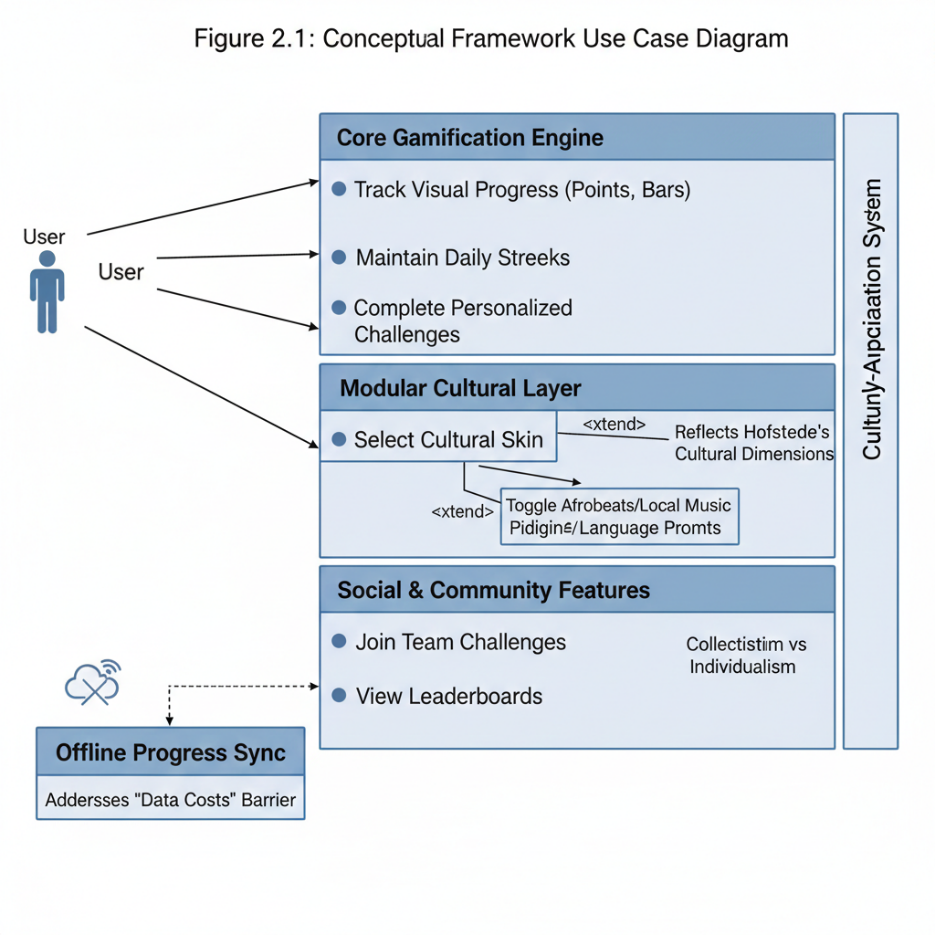 Figure 2.1: Conceptual Framework Use Case Diagram
User
User
Core Gamification Engine
Track Visual Progress (Points, Bars)
Maintain Daily Streeks
Complete Personalized
Challenges
Modular Cultural Layer
Select Cultural Skin
<xtend>
Reflects Hofstede's
Cultural Dimensions
<xtend>
Toggle Afrobeats/Local Music
/Language Promts
Social & Community Features
Join Team Challenges
View Leaderboards
vs
Individualism
Offline Progress Sync
Addersses "Data Costs" Barrier